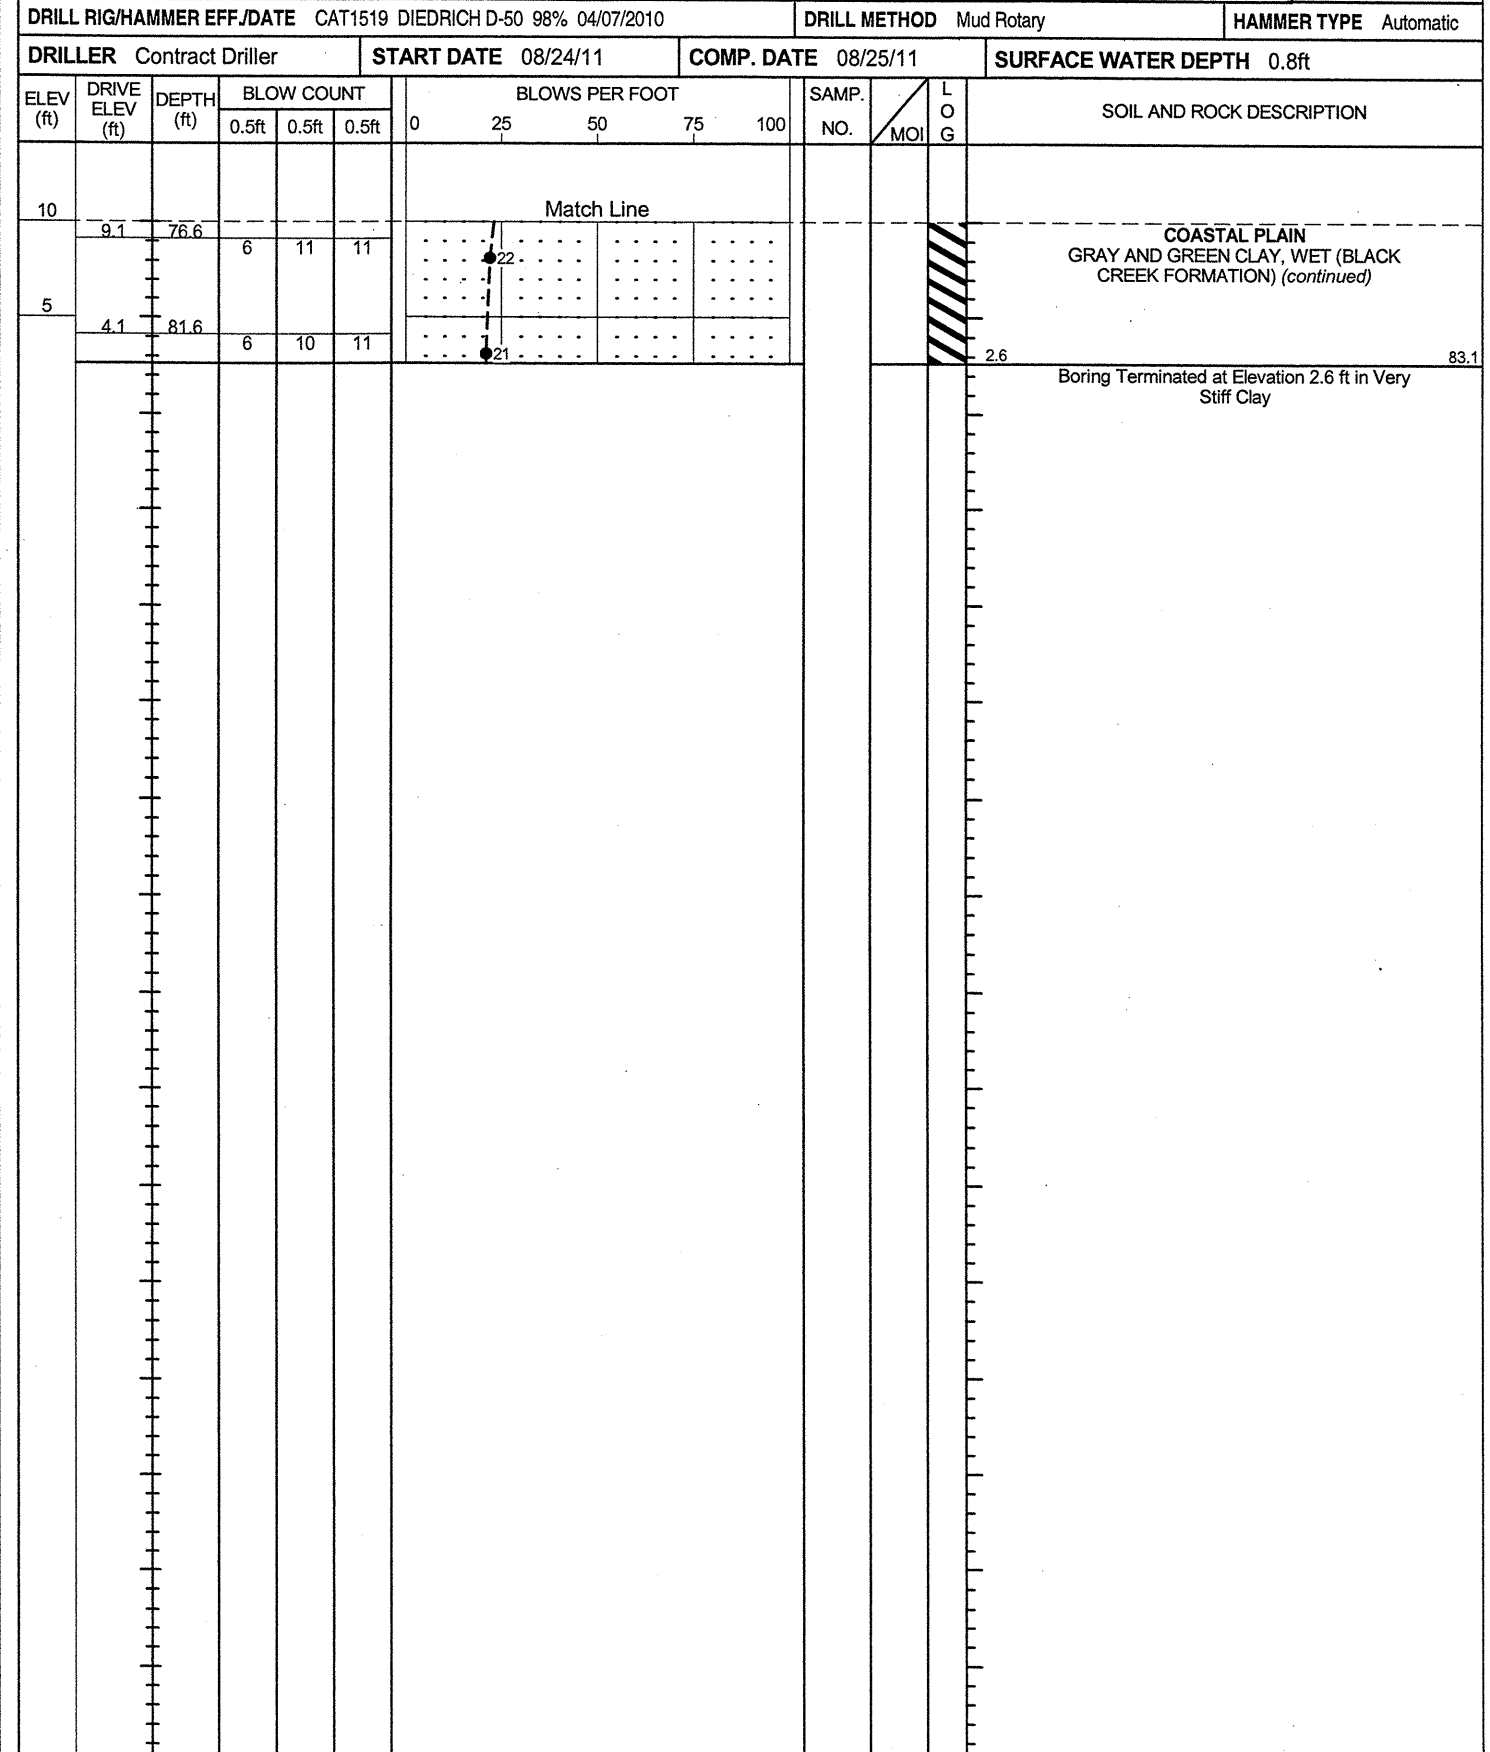 DRILL RIG/HAMMER EFF./DATE CAT1519 DIEDRICH D-50 98% 04/07/2010 DRILL METHOD Mud Rotary HAMMER TYPE Automatic
DRILLER Contract Driller START DATE 08/24/11 COMP. DATE 08/25/11 SURFACE WATER DEPTH 0.8ft
ELEV (ft) DRIVE ELEV (ft) DEPTH (ft) BLOW COUNT BLOWS PER FOOT SAMP. NO. MOI LOG SOIL AND ROCK DESCRIPTION
0.5ft 0.5ft 0.5ft 0 25 50 75 100
10 Match Line
9.1 76.6 COASTAL PLAIN
6 11 11 GRAY AND GREEN CLAY, WET (BLACK
22 CREEK FORMATION) (continued)
5
4.1 81.6
6 10 11
21 2.6 83.1
Boring Terminated at Elevation 2.6 ft in Very
Stiff Clay